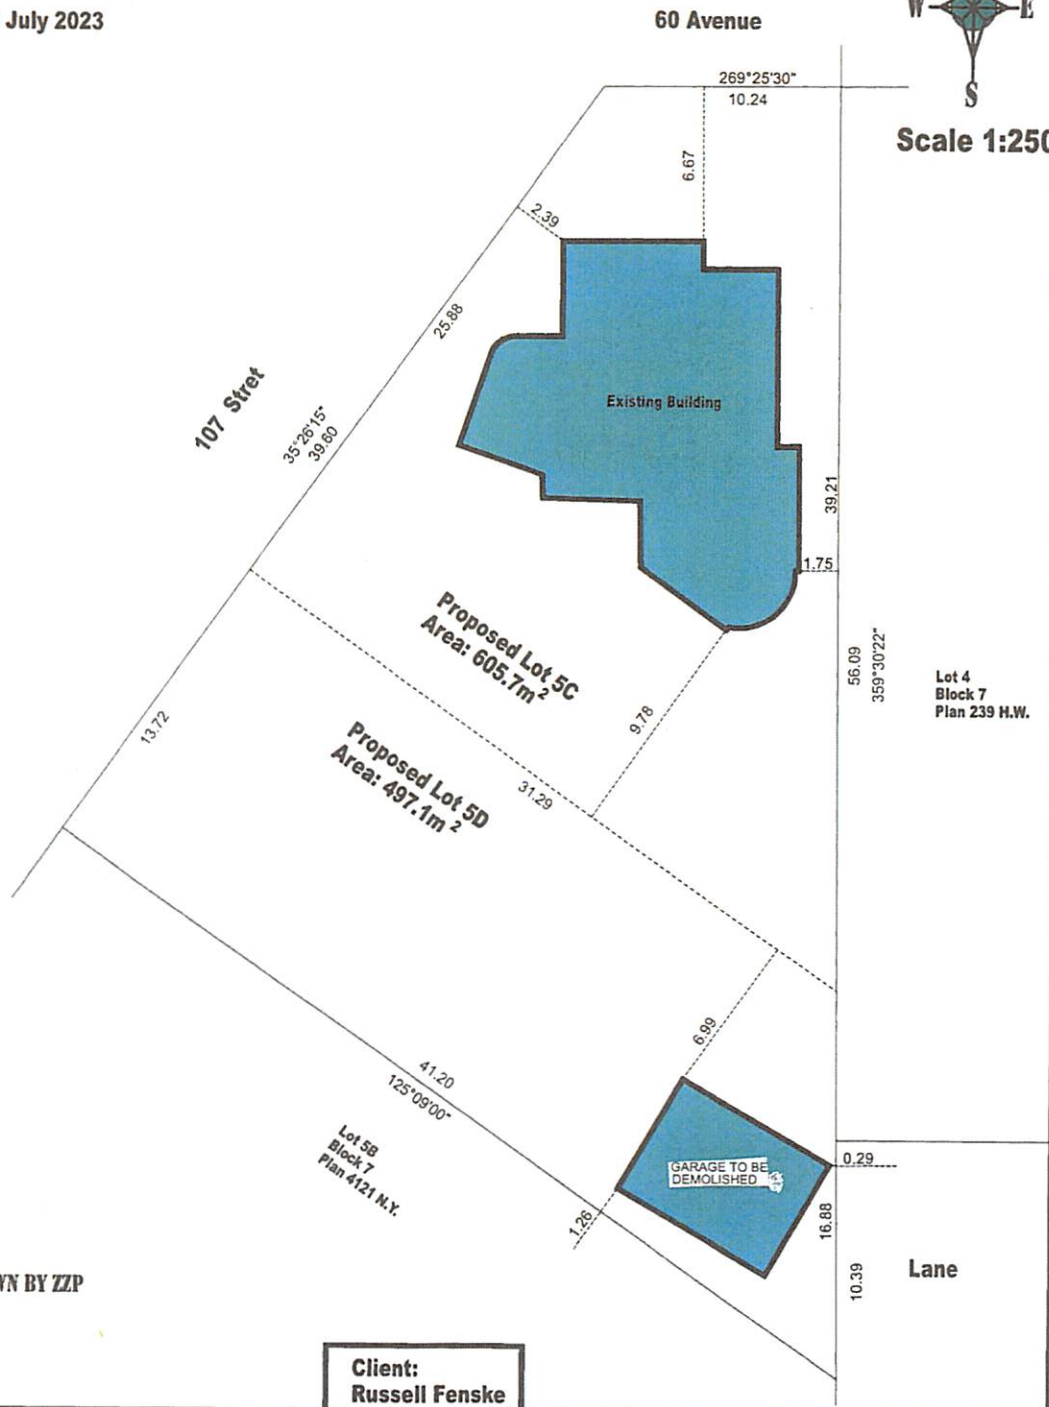 July 2023
60 Avenue
W
E
S
Scale 1:250
269°25'30"
10.24
6.67
2.39
25.88
107 Stret
35°26'15"
39.60
Existing Building
39.21
1.75
Proposed Lot 5C
Area: 605.7m²
56.09
359°30'22"
Lot 4
Block 7
Plan 239 H.W.
9.78
13.72
Proposed Lot 5D
Area: 497.1m²
31.29
6.99
41.20
125°09'00"
Lot 5B
Block 7
Plan 4121 N.Y.
GARAGE TO BE
DEMOLISHED
0.29
1.26
16.88
10.39
Lane
WN BY ZZP
Client:
Russell Fenske